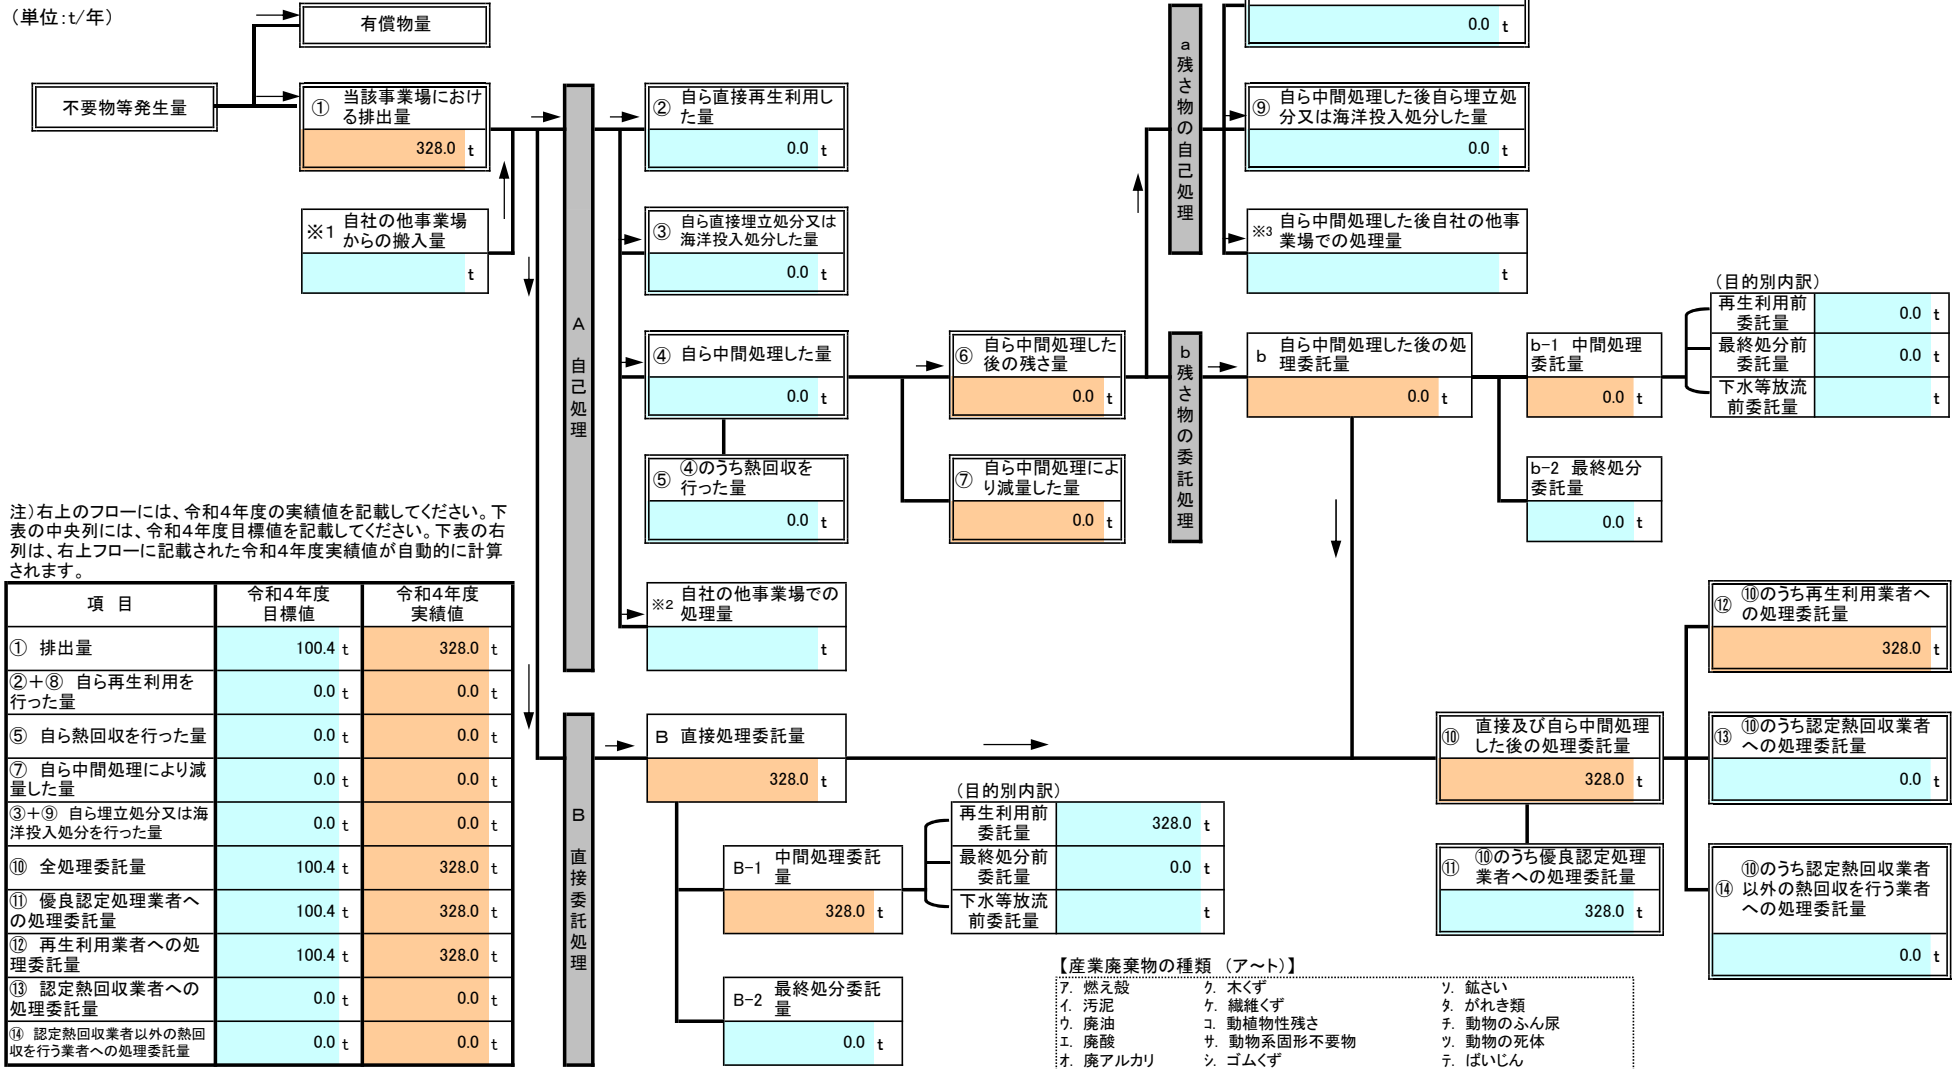 (単位:t/年)
有償物量
不要物等発生量
① 当該事業場におけ
る排出量
328.0 t
※1 自社の他事業場
からの搬入量
t
A 自己処理
② 自ら直接再生利用し
た量
0.0 t
③ 自ら直接埋立処分又は
海洋投入処分した量
0.0 t
④ 自ら中間処理した量
0.0 t
⑤ ④のうち熱回収を
行った量
0.0 t
※2 自社の他事業場での
処理量
t
⑥ 自ら中間処理した
後の残さ量
0.0 t
⑦ 自ら中間処理によ
り減量した量
0.0 t
a 残さ物の自己処理
0.0 t
⑨ 自ら中間処理した後自ら埋立処
分又は海洋投入処分した量
0.0 t
※3 自ら中間処理した後自社の他事
業場での処理量
t
b 残さ物の委託処理
b 自ら中間処理した後の処
理委託量
0.0 t
b-1 中間処理
委託量
0.0 t
b-2 最終処分
委託量
0.0 t
(目的別内訳)
再生利用前
委託量
0.0 t
最終処分前
委託量
0.0 t
下水等放流
前委託量
t
注)右上のフローには、令和4年度の実績値を記載してください。下
表の中央列には、令和4年度目標値を記載してください。下表の右
列は、右上フローに記載された令和4年度実績値が自動的に計算
されます。
項 目 令和4年度 目標値 令和4年度 実績値
① 排出量 100.4 t 328.0 t
②+⑧ 自ら再生利用を
行った量 0.0 t 0.0 t
⑤ 自ら熱回収を行った量 0.0 t 0.0 t
⑦ 自ら中間処理により減
量した量 0.0 t 0.0 t
③+⑨ 自ら埋立処分又は海
洋投入処分を行った量 0.0 t 0.0 t
⑩ 全処理委託量 100.4 t 328.0 t
⑪ 優良認定処理業者へ
の処理委託量 100.4 t 328.0 t
⑫ 再生利用業者への処
理委託量 100.4 t 328.0 t
⑬ 認定熱回収業者への
処理委託量 0.0 t 0.0 t
⑭ 認定熱回収業者以外の熱回
収を行う業者への処理委託量 0.0 t 0.0 t
B 直接委託処理
B 直接処理委託量
328.0 t
B-1 中間処理委託
量
328.0 t
B-2 最終処分委託
量
0.0 t
(目的別内訳)
再生利用前
委託量
328.0 t
最終処分前
委託量
0.0 t
下水等放流
前委託量
t
⑩ 直接及び自ら中間処理
した後の処理委託量
328.0 t
⑪ ⑩のうち優良認定処理
業者への処理委託量
328.0 t
⑫ ⑩のうち再生利用業者へ
の処理委託量
328.0 t
⑬ ⑩のうち認定熱回収業者
への処理委託量
0.0 t
⑭ ⑩のうち認定熱回収業者
以外の熱回収を行う業者
への処理委託量
0.0 t
【産業廃棄物の種類 (ア~ト)】
ア. 燃え殻 ク. 木くず ソ. 鉱さい
イ. 汚泥 ケ. 繊維くず タ. がれき類
ウ. 廃油 コ. 動植物性残さ チ. 動物のふん尿
エ. 廃酸 サ. 動物系固形不要物 ツ. 動物の死体
オ. 廃アルカリ シ. ゴムくず テ. ばいじん